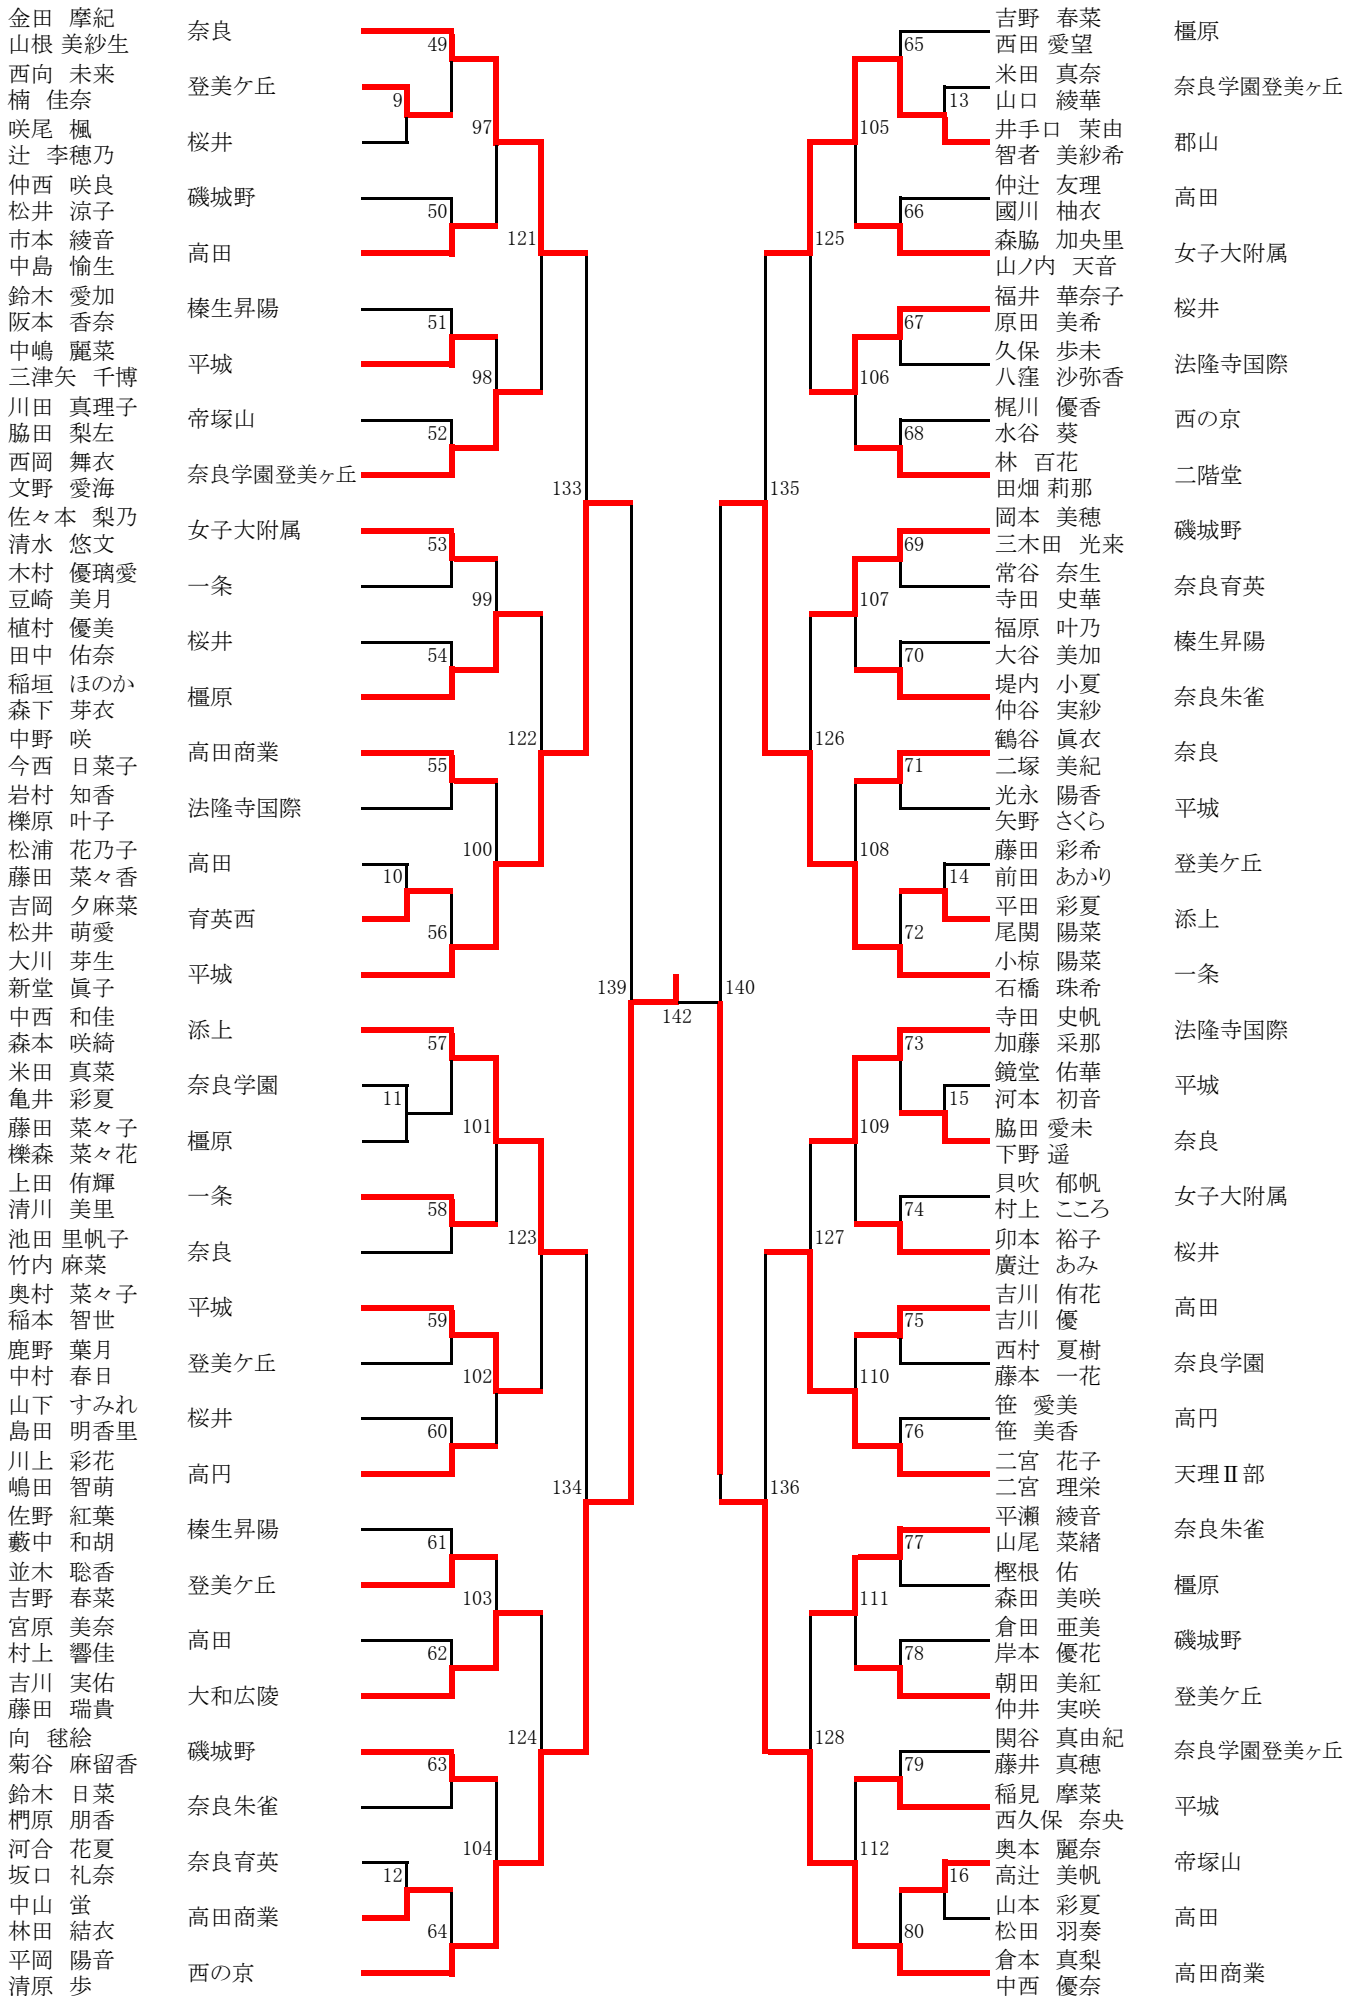 金田 摩紀
山根 美紗生
奈良
西向 未来
楠 佳奈
登美ケ丘
咲尾 楓
辻 李穂乃
桜井
仲西 咲良
松井 涼子
磯城野
市本 綾音
中島 愉生
高田
鈴木 愛加
阪本 香奈
榛生昇陽
中嶋 麗菜
三津矢 千博
平城
川田 真理子
脇田 梨左
帝塚山
西岡 舞衣
文野 愛海
奈良学園登美ヶ丘
佐々本 梨乃
清水 悠文
女子大附属
木村 優璃愛
豆崎 美月
一条
植村 優美
田中 佑奈
桜井
稲垣 ほのか
森下 芽衣
橿原
中野 咲
今西 日菜子
高田商業
岩村 知香
櫟原 叶子
法隆寺国際
松浦 花乃子
藤田 菜々香
高田
吉岡 夕麻菜
松井 萌愛
育英西
大川 芽生
新堂 眞子
平城
中西 和佳
森本 咲綺
添上
米田 真菜
亀井 彩夏
奈良学園
藤田 菜々子
櫟森 菜々花
橿原
上田 侑輝
清川 美里
一条
池田 里帆子
竹内 麻菜
奈良
奥村 菜々子
稲本 智世
平城
鹿野 葉月
中村 春日
登美ケ丘
山下 すみれ
島田 明香里
桜井
川上 彩花
嶋田 智萌
高円
佐野 紅葉
藪中 和胡
榛生昇陽
並木 聡香
吉野 春菜
登美ケ丘
宮原 美奈
村上 響佳
高田
吉川 実佑
藤田 瑞貴
大和広陵
向 毬絵
菊谷 麻留香
磯城野
鈴木 日菜
椚原 朋香
奈良朱雀
河合 花夏
坂口 礼奈
奈良育英
中山 蛍
林田 結衣
高田商業
平岡 陽音
清原 歩
西の京
49
9
97
50
121
51
98
52
133
53
99
54
122
55
100
10
56
139
57
11
101
58
123
59
102
60
134
61
103
62
124
63
104
12
64
142
65
13
105
66
125
67
106
68
135
69
107
70
126
71
108
14
72
140
73
15
109
74
127
75
110
76
136
77
111
78
128
79
112
16
80
吉野 春菜
西田 愛望
橿原
米田 真奈
山口 綾華
奈良学園登美ヶ丘
井手口 茉由
智者 美紗希
郡山
仲辻 友理
國川 柚衣
高田
森脇 加央里
山ノ内 天音
女子大附属
福井 華奈子
原田 美希
桜井
久保 歩未
八窪 沙弥香
法隆寺国際
梶川 優香
水谷 葵
西の京
林 百花
田畑 莉那
二階堂
岡本 美穂
三木田 光来
磯城野
常谷 奈生
寺田 史華
奈良育英
福原 叶乃
大谷 美加
榛生昇陽
堤内 小夏
仲谷 実紗
奈良朱雀
鶴谷 眞衣
二塚 美紀
奈良
光永 陽香
矢野 さくら
平城
藤田 彩希
前田 あかり
登美ケ丘
平田 彩夏
尾関 陽菜
添上
小椋 陽菜
石橋 珠希
一条
寺田 史帆
加藤 采那
法隆寺国際
鏡堂 佑華
河本 初音
平城
脇田 愛未
下野 遥
奈良
貝吹 郁帆
村上 こころ
女子大附属
卯本 裕子
廣辻 あみ
桜井
吉川 侑花
吉川 優
高田
西村 夏樹
藤本 一花
奈良学園
笹 愛美
笹 美香
高円
二宮 花子
二宮 理栄
天理Ⅱ部
平瀬 綾音
山尾 菜緒
奈良朱雀
樫根 佑
森田 美咲
橿原
倉田 亜美
岸本 優花
磯城野
朝田 美紅
仲井 実咲
登美ケ丘
関谷 真由紀
藤井 真穂
奈良学園登美ヶ丘
稲見 摩菜
西久保 奈央
平城
奥本 麗奈
高辻 美帆
帝塚山
山本 彩夏
松田 羽奏
高田
倉本 真梨
中西 優奈
高田商業